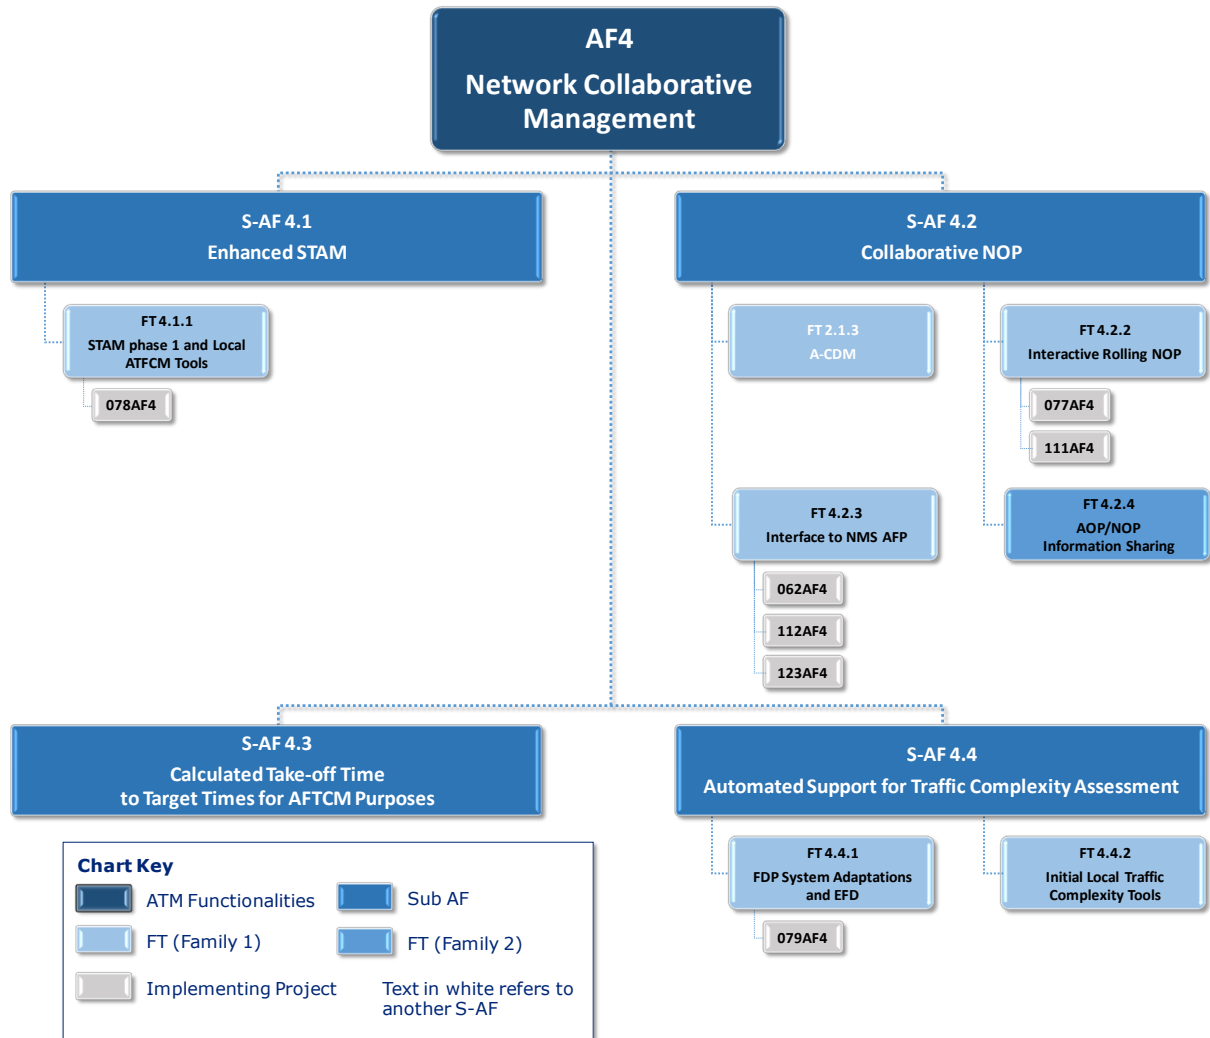 AF4
Network Collaborative
Management
S-AF 4.1
Enhanced STAM
FT 4.1.1
STAM phase 1 and Local
ATFCM Tools
078AF4
S-AF 4.2
Collaborative NOP
FT 2.1.3
A-CDM
FT 4.2.2
Interactive Rolling NOP
077AF4
111AF4
FT 4.2.3
Interface to NMS AFP
062AF4
112AF4
123AF4
FT 4.2.4
AOP/NOP
Information Sharing
S-AF 4.3
Calculated Take-off Time
to Target Times for AFTCM Purposes
S-AF 4.4
Automated Support for Traffic Complexity Assessment
FT 4.4.1
FDP System Adaptations
and EFD
079AF4
FT 4.4.2
Initial Local Traffic
Complexity Tools
Chart Key
ATM Functionalities
Sub AF
FT (Family 1)
FT (Family 2)
Implementing Project
Text in white refers to
another S-AF